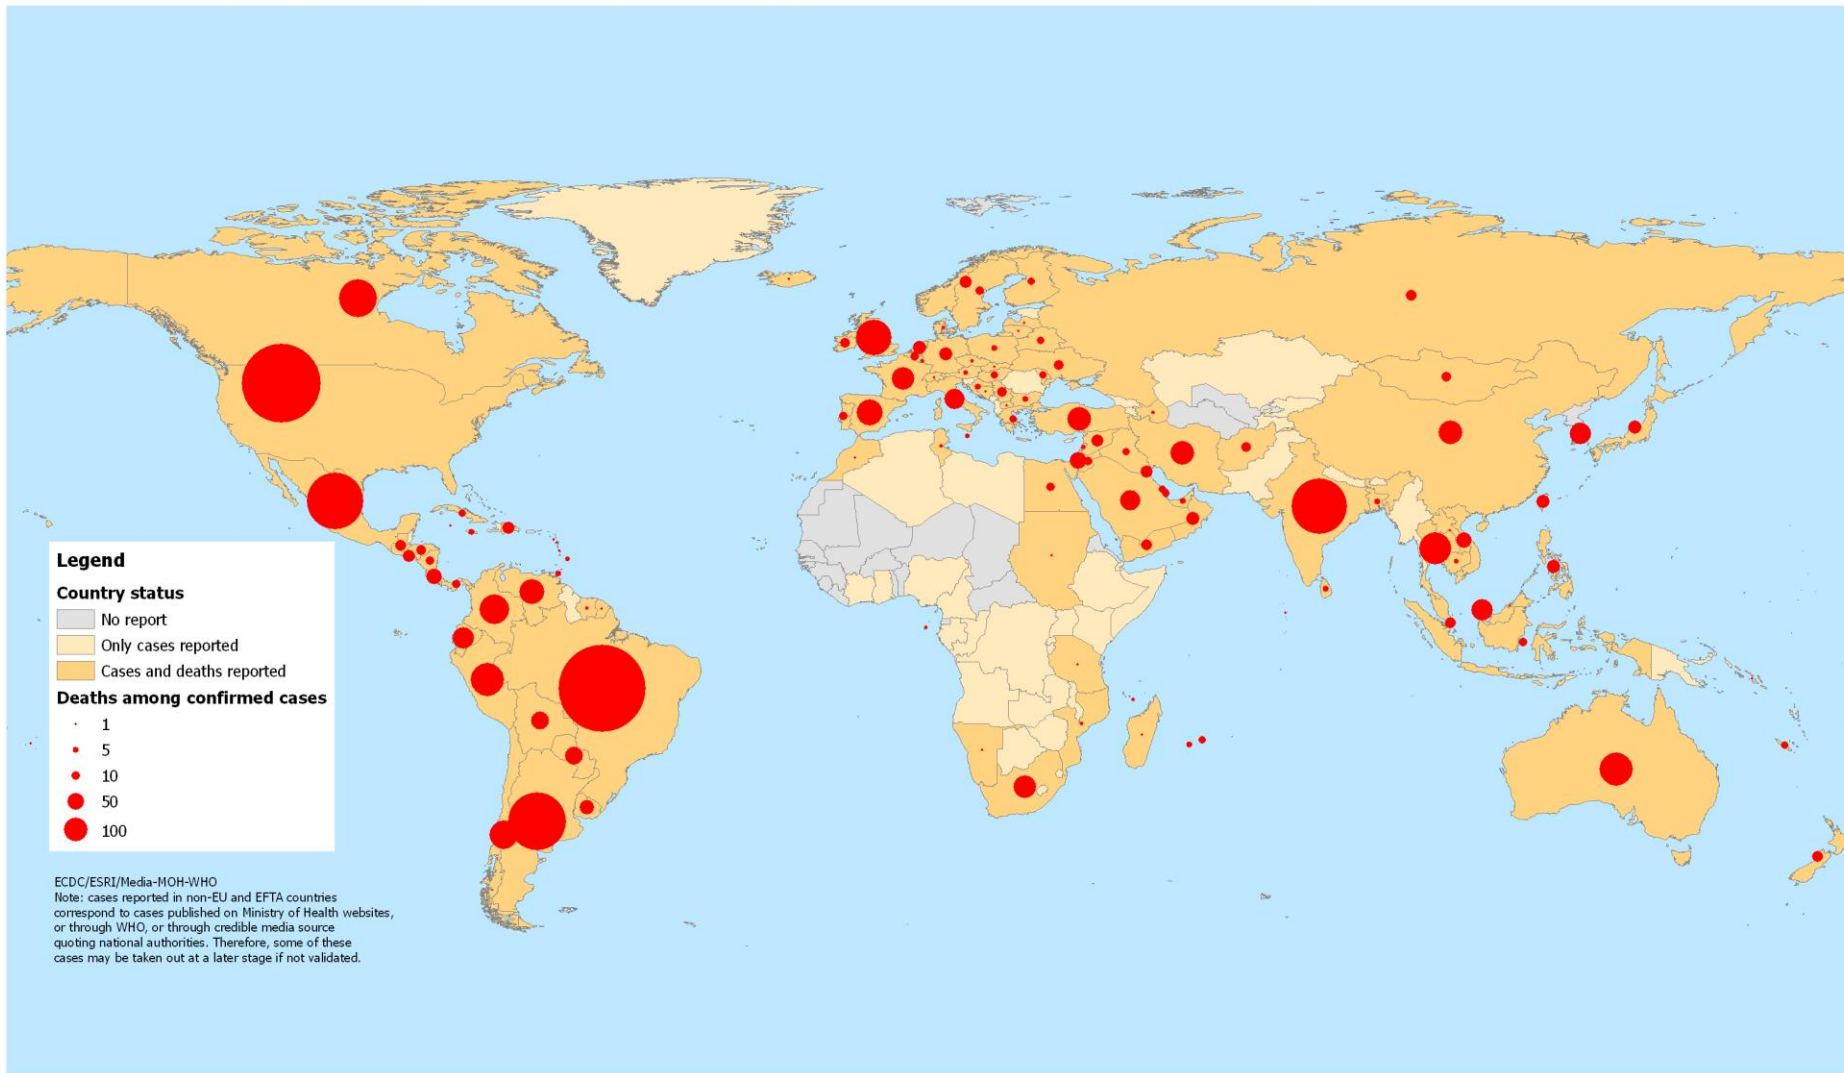 Legend
Country status
No report
Only cases reported
Cases and deaths reported
Deaths among confirmed cases
1
5
10
50
100
ECDC/ESRI/Media-MOH-WHO
Note: cases reported in non-EU and EFTA countries
correspond to cases published on Ministry of Health websites,
or through WHO, or through credible media source
quoting national authorities. Therefore, some of these
cases may be taken out at a later stage if not validated.